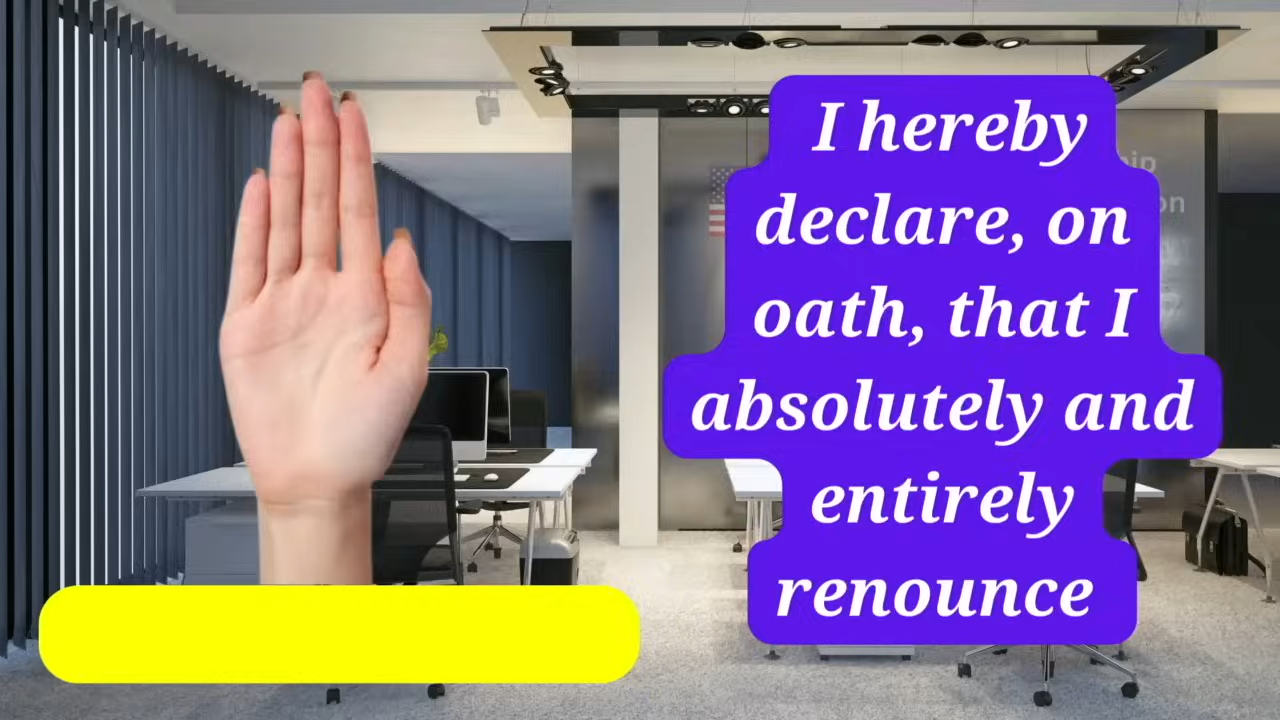 I hereby
declare, on
oath, that I
absolutely and
entirely
renounce